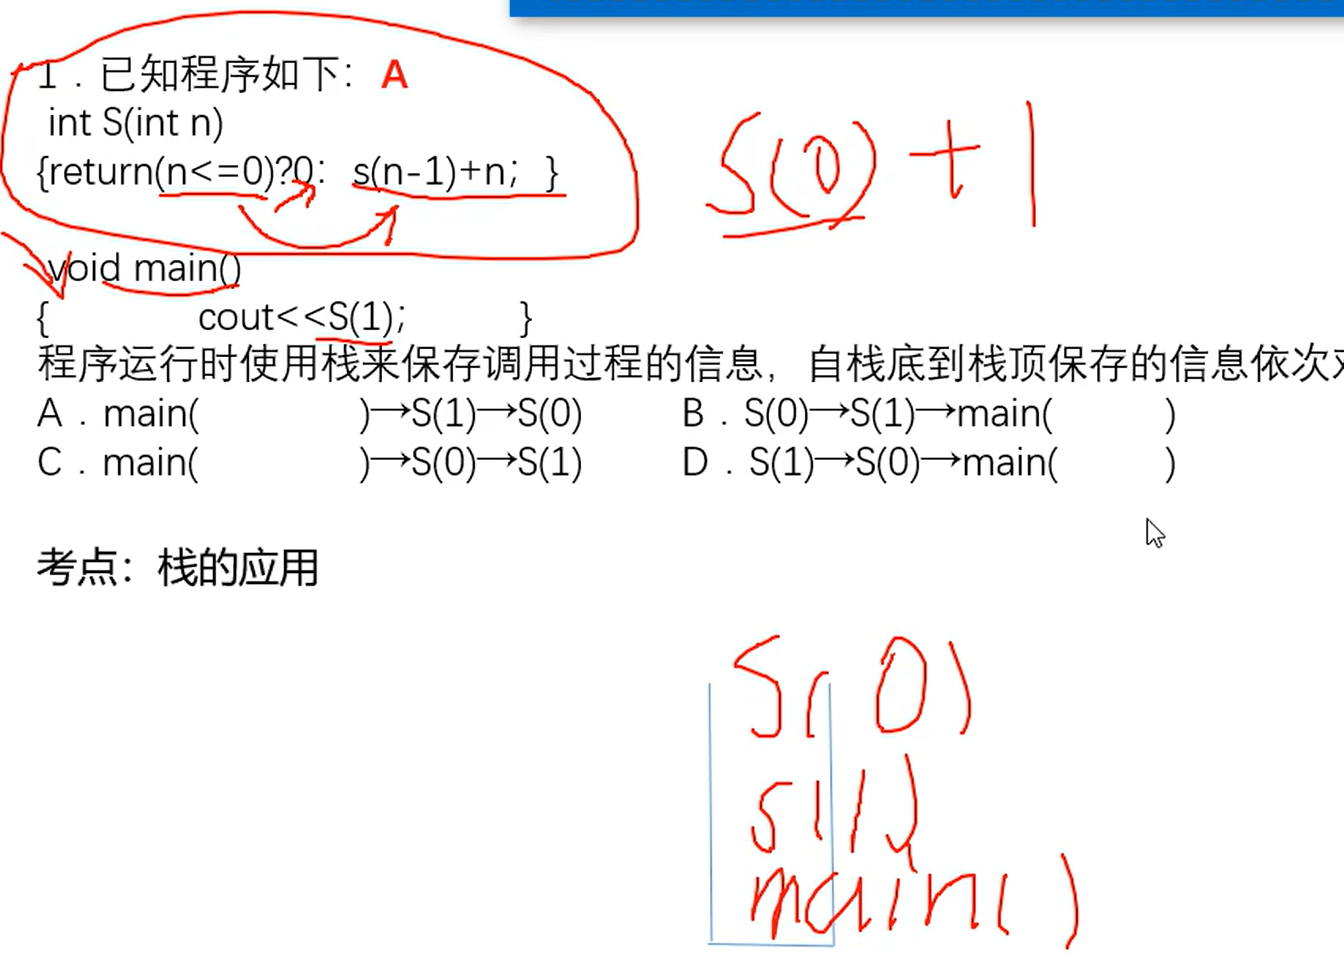 1．已知程序如下：A
int S(int n)
{return(n<=0)?0: s(n-1)+n; }
S(0)+1
void main()
{ cout<<S(1); }
程序运行时使用栈来保存调用过程的信息，自栈底到栈顶保存的信息依次
A．main( )→S(1)→S(0) B．S(0)→S(1)→main( )
C．main( )→S(0)→S(1) D．S(1)→S(0)→main( )
考点：栈的应用
S(0)
S(1)
main()